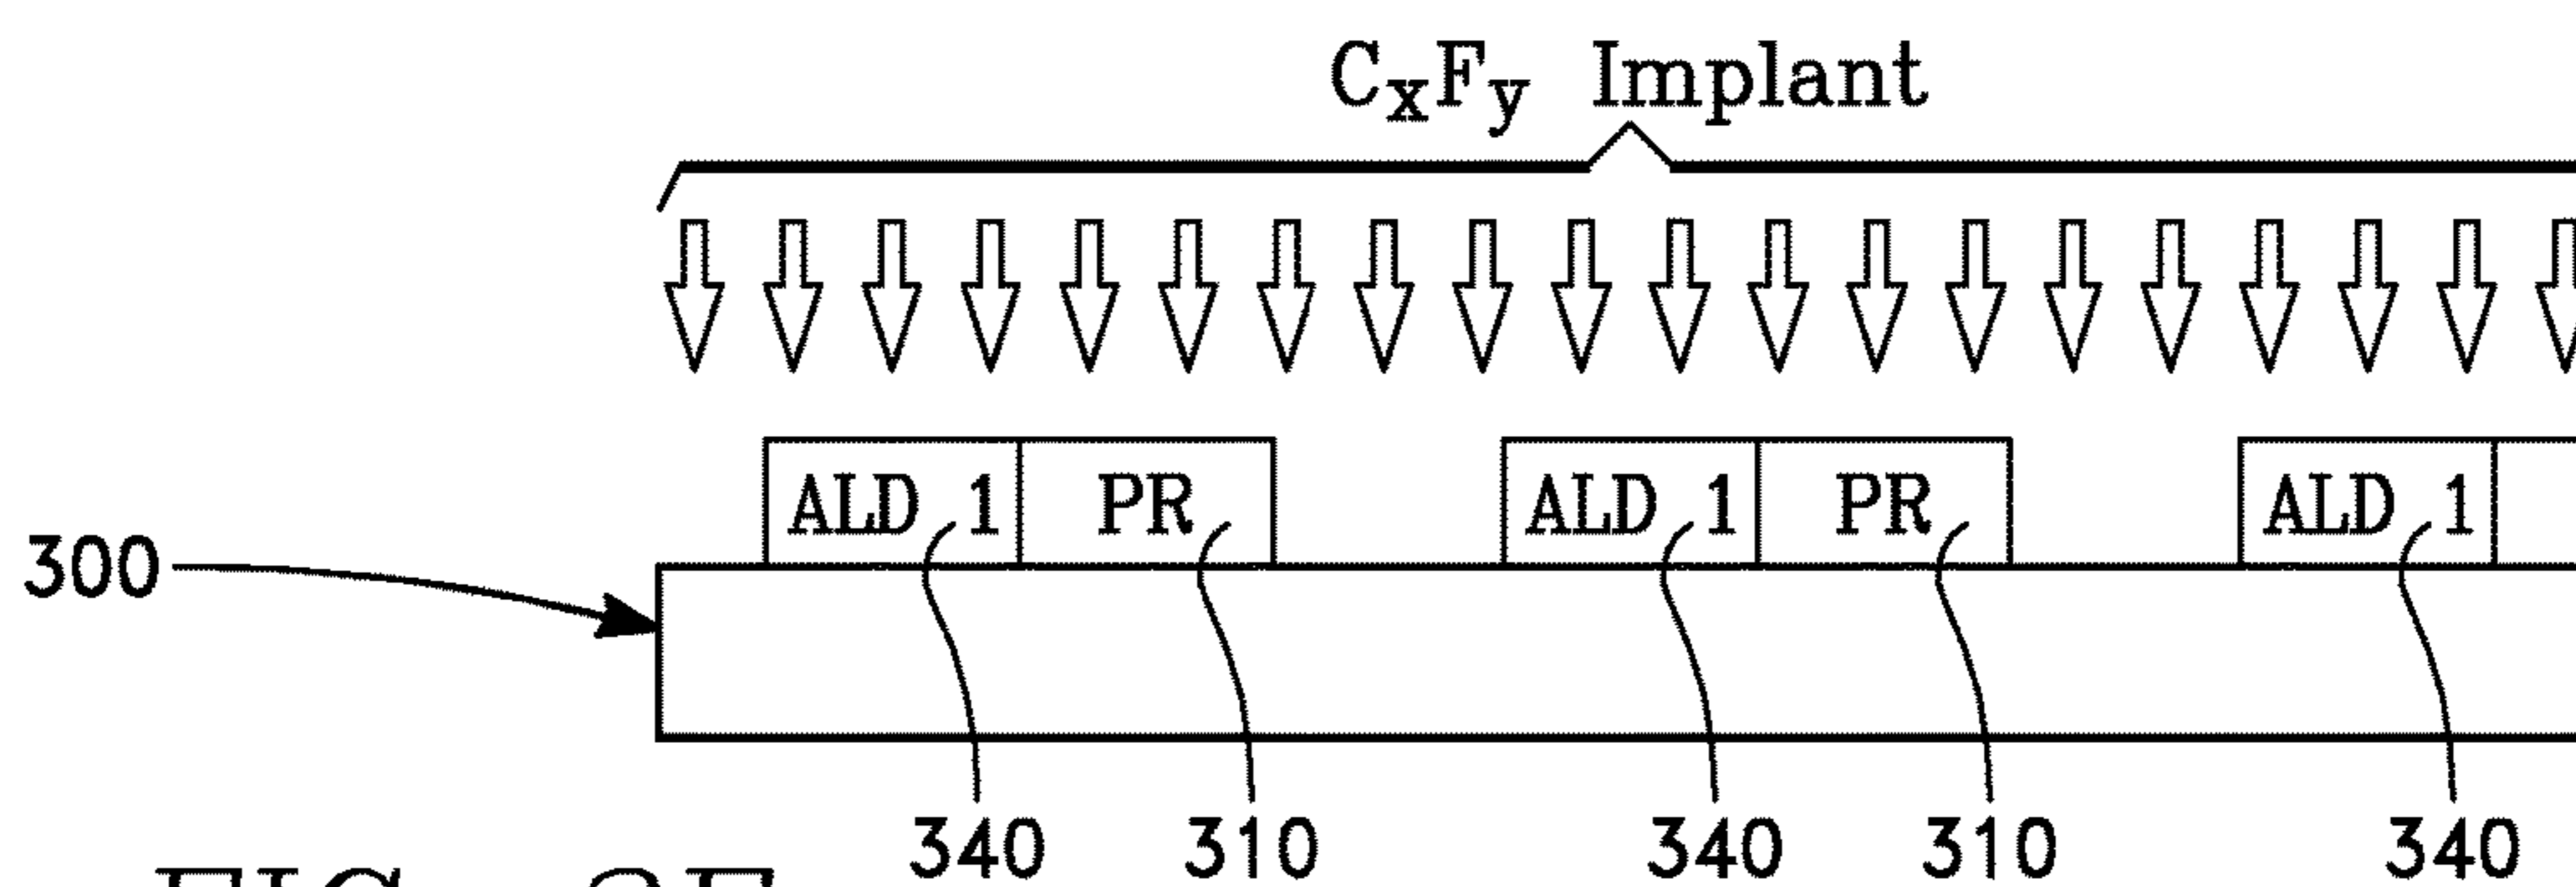 CxFy Implant
ALD 1 PR ALD 1 PR ALD 1
300
340 310 340 310 340